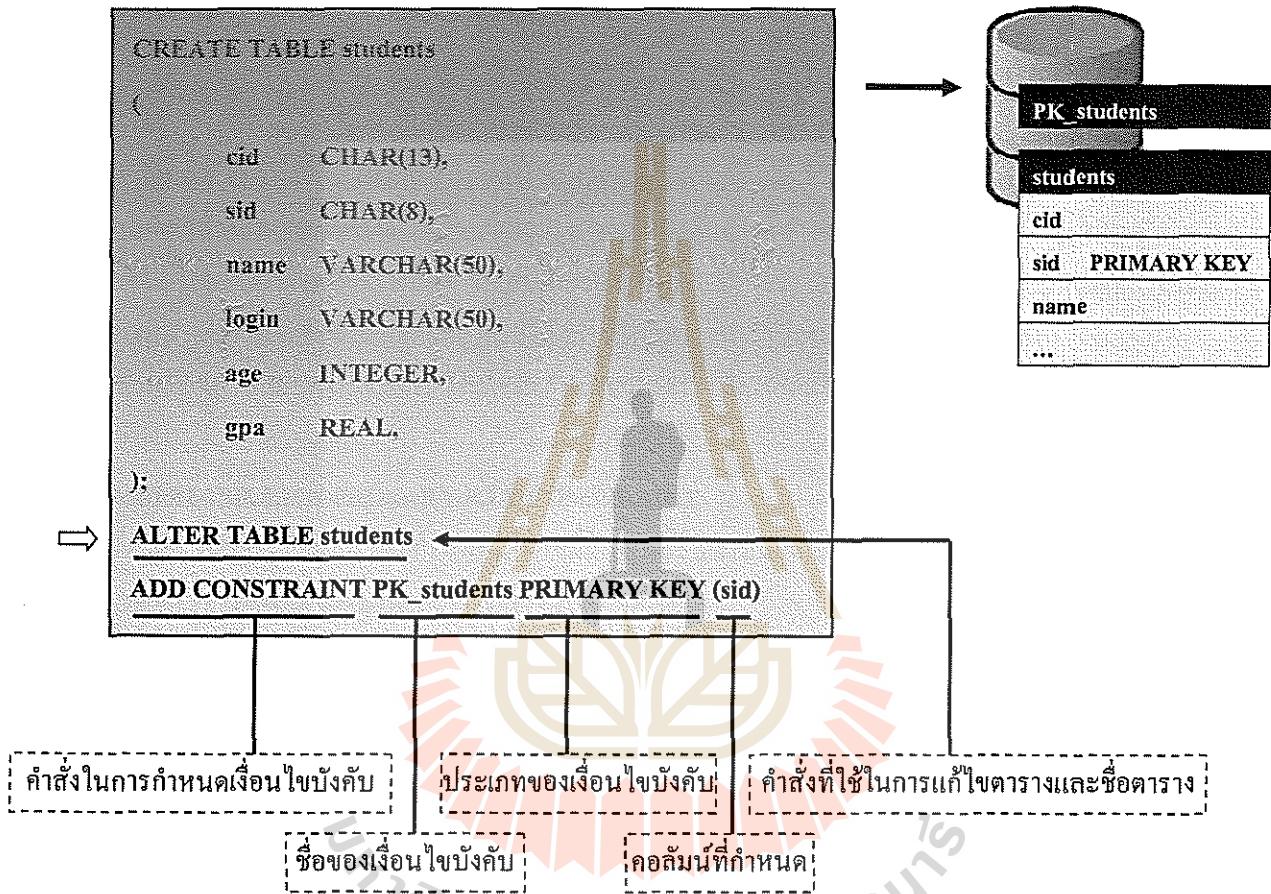 CREATE TABLE students
(
cid CHAR(13),
sid CHAR(8),
name VARCHAR(50),
login VARCHAR(50),
age INTEGER,
gpa REAL,
);
ALTER TABLE students
ADD CONSTRAINT PK_students PRIMARY KEY (sid)
PK_students
students
cid
sid PRIMARY KEY
name
...
คำสั่งในการกำหนดเงื่อนไขบังคับ
ประเภทของเงื่อนไขบังคับ
คำสั่งที่ใช้ในการแก้ไขตารางและชื่อตาราง
ชื่อของเงื่อนไขบังคับ
คอลัมน์ที่กำหนด